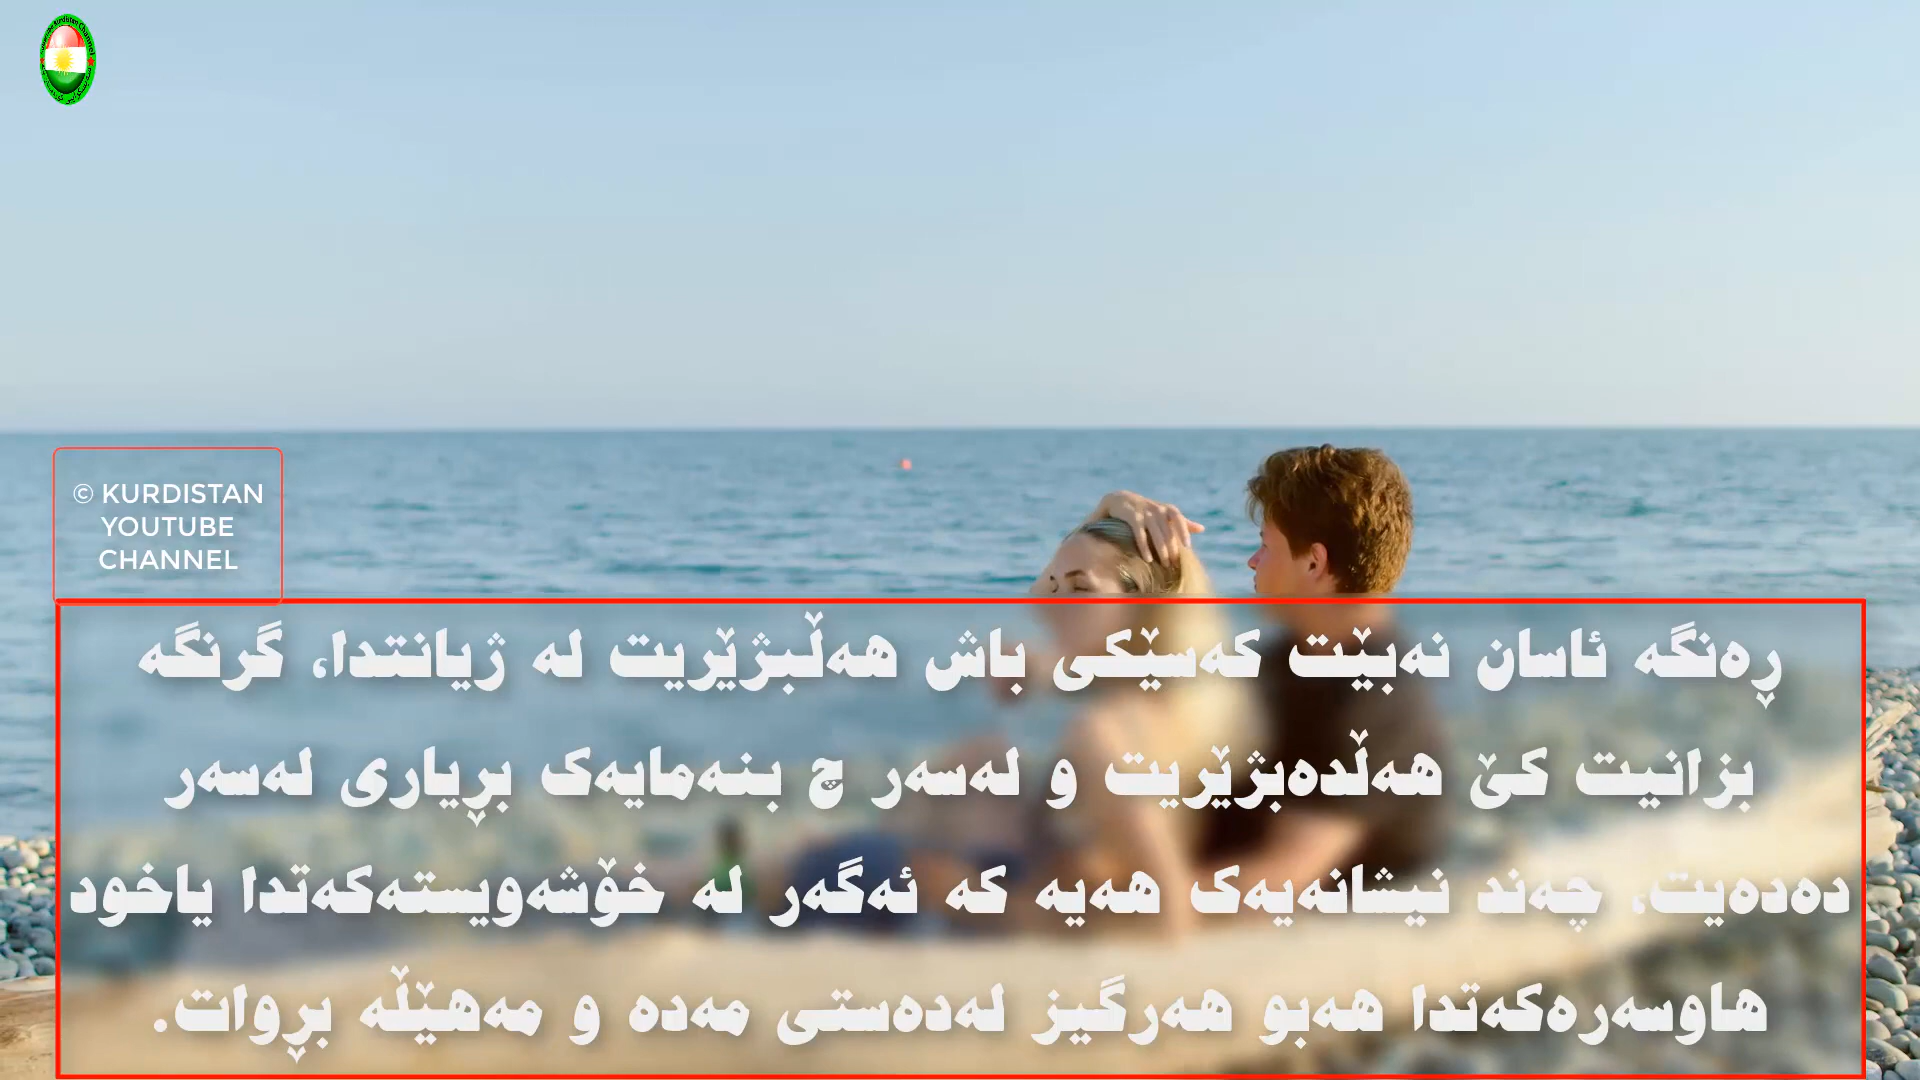 © KURDISTAN
YOUTUBE
CHANNEL
ڕەنگە ئاسان نەبێت کەسێکی باش هەڵبژێریت لە ژیانتدا، گرنگە
بزانیت کێ هەڵدەبژێریت و لەسەر چ بنەمایەک بڕیاری لەسەر
دەدەیت، چەند نیشانەیەک هەیە کە ئەگەر لە خۆشەویستەکەتدا یاخود
هاوسەرەکەتدا هەبو هەرگیز لەدەستی مەدە و مەهێڵە بڕوات.